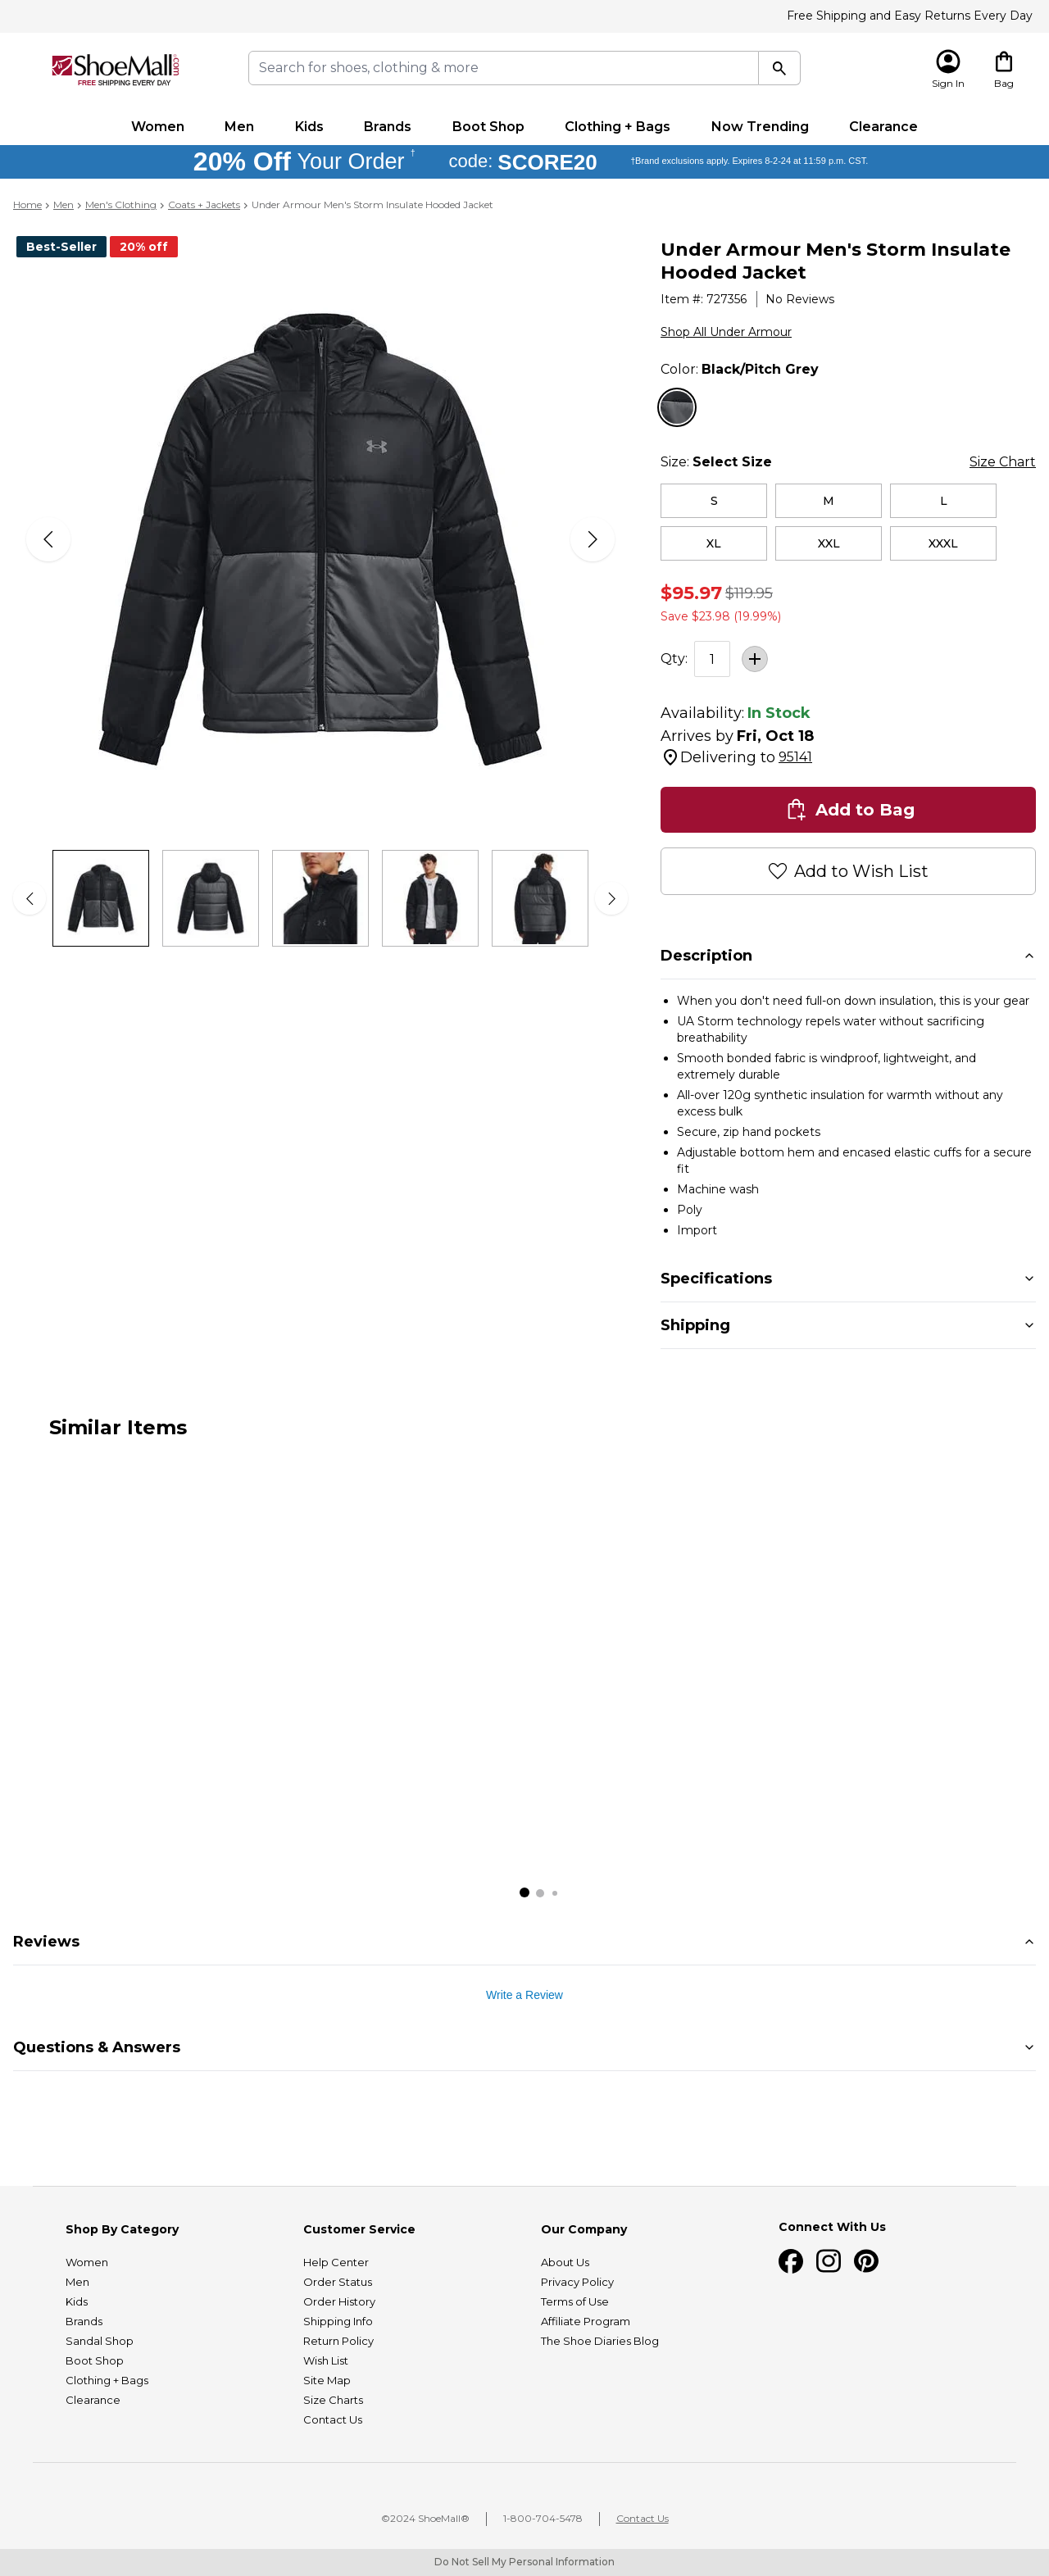 Free Shipping and Easy Returns Every Day
ShoeMall.com
FREE SHIPPING EVERY DAY
Search for shoes, clothing & more
Sign In
Bag
Women Men Kids Brands Boot Shop Clothing + Bags Now Trending Clearance
20% Off Your Order † code: SCORE20 †Brand exclusions apply. Expires 8-2-24 at 11:59 p.m. CST.
Home > Men > Men's Clothing > Coats + Jackets > Under Armour Men's Storm Insulate Hooded Jacket
Best-Seller 20% off
Under Armour Men's Storm Insulate
Hooded Jacket
Item #: 727356 | No Reviews
Shop All Under Armour
Color: Black/Pitch Grey
Size: Select Size Size Chart
S M L
XL XXL XXXL
$95.97 $119.95
Save $23.98 (19.99%)
Qty: 1 +
Availability: In Stock
Arrives by Fri, Oct 18
Delivering to 95141
Add to Bag
Add to Wish List
Description
• When you don't need full-on down insulation, this is your gear
• UA Storm technology repels water without sacrificing
breathability
• Smooth bonded fabric is windproof, lightweight, and
extremely durable
• All-over 120g synthetic insulation for warmth without any
excess bulk
• Secure, zip hand pockets
• Adjustable bottom hem and encased elastic cuffs for a secure
fit
• Machine wash
• Poly
• Import
Specifications
Shipping
Similar Items
Reviews
Write a Review
Questions & Answers
Shop By Category
Women
Men
Kids
Brands
Sandal Shop
Boot Shop
Clothing + Bags
Clearance
Customer Service
Help Center
Order Status
Order History
Shipping Info
Return Policy
Wish List
Site Map
Size Charts
Contact Us
Our Company
About Us
Privacy Policy
Terms of Use
Affiliate Program
The Shoe Diaries Blog
Connect With Us
©2024 ShoeMall® | 1-800-704-5478 | Contact Us
Do Not Sell My Personal Information